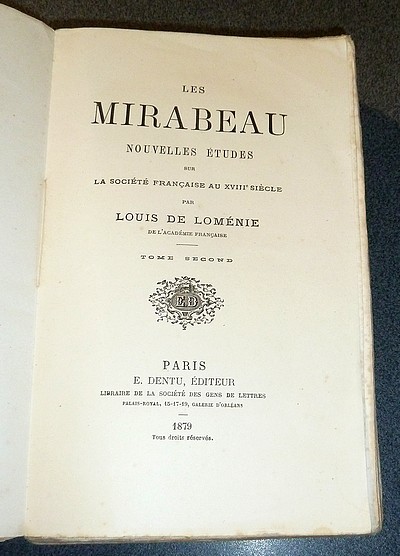 LES
MIRABEAU
NOUVELLES ÉTUDES
SUR
LA SOCIÉTÉ FRANÇAISE AU XVIIIe SIÈCLE
PAR
LOUIS DE LOMÉNIE
DE L'ACADÉMIE FRANÇAISE
TOME SECOND
ED
PARIS
E. DENTU, ÉDITEUR
LIBRAIRE DE LA SOCIÉTÉ DES GENS DE LETTRES
PALAIS-ROYAL, 15-17-19, GALERIE D'ORLÉANS
1879
Tous droits réservés.